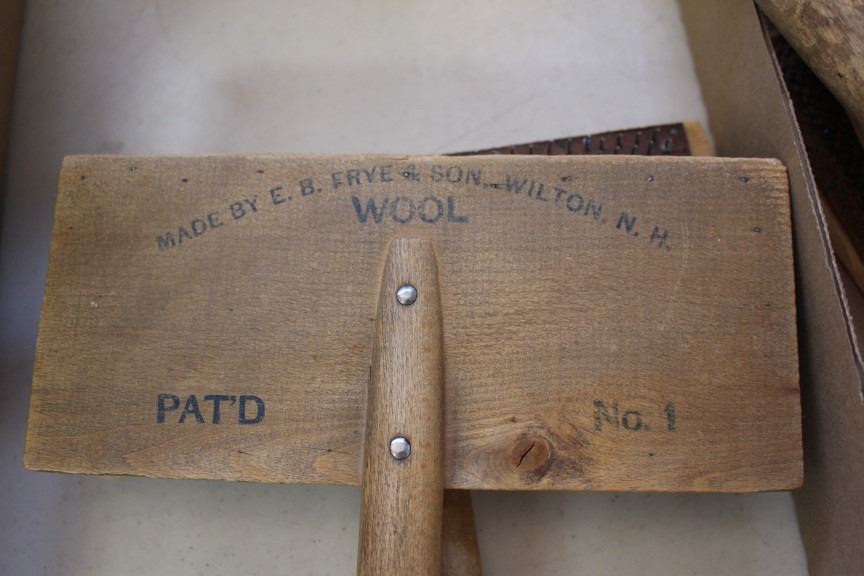 MADE BY E. B. FRYE & SON, WILTON, N. H.
WOOL
PAT'D
No. 1